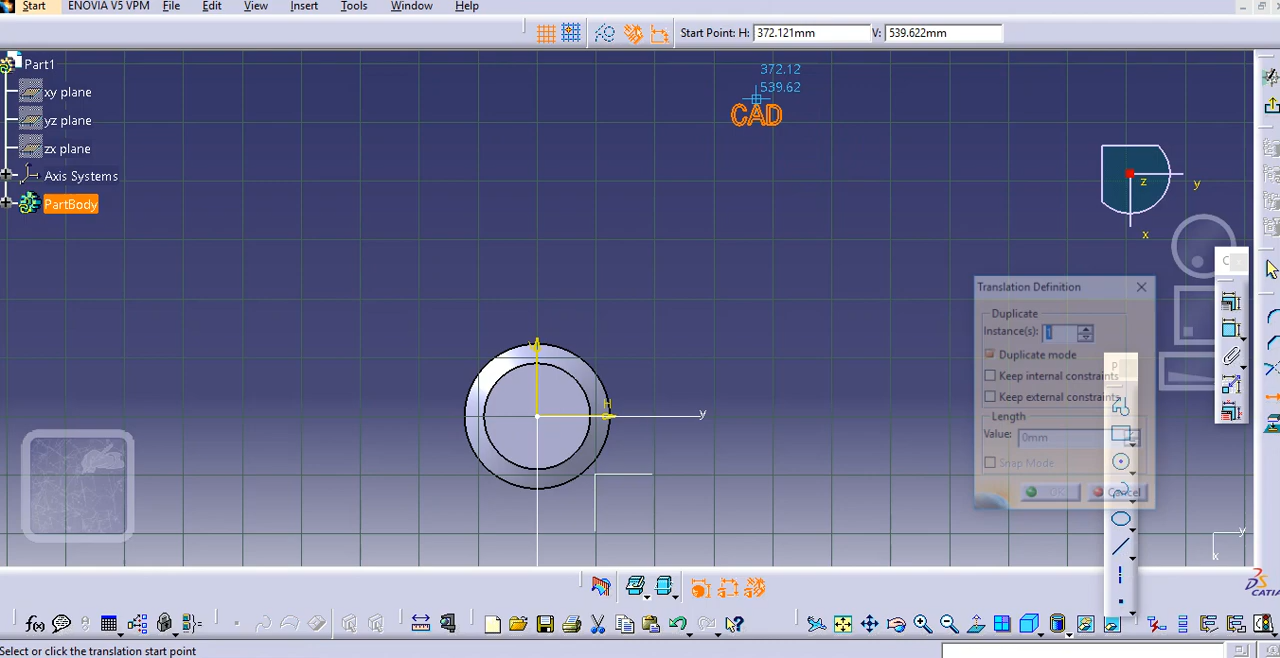 Start ENOVIA V5 VPM File Edit View Insert Tools Window Help
Start Point: H: 372.121mm V: 539.622mm
Part1
xy plane
yz plane
zx plane
Axis Systems
PartBody
372.12
539.62
CAD
z
y
x
H
y
Translation Definition
Duplicate
Instance(s): 1
Duplicate mode
Keep internal constraints
Keep external constraints
Length
Value: 0mm
Snap Mode
OK Cancel
C
P
y
x
CATIA
f(x)
Select or click the translation start point